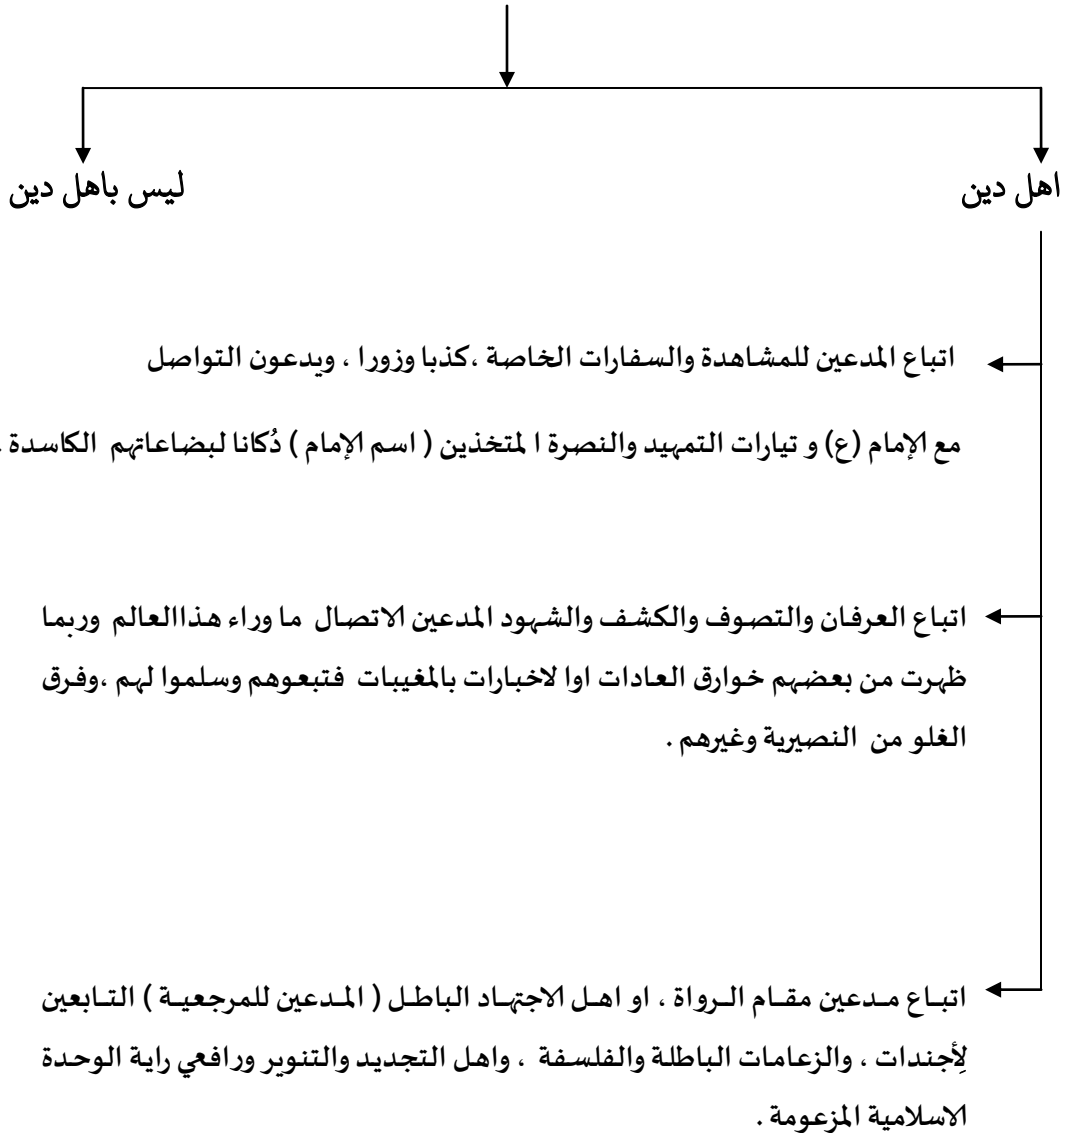 اهل دين
ليس باهل دين
اتباع المدعين للمشاهدة والسفارات الخاصة ،كذبا وزورا ، ويدعون التواصل
مع الإمام (ع) و تيارات التمهيد والنصرة ا لمتخذين ( اسم الإمام ) دُكانا لبضاعاتهم الكاسدة .
اتباع العرفان والتصوف والكشف والشهود المدعين الاتصال ما وراء هذاالعالم وربما
ظهرت من بعضهم خوارق العادات اوا لاخبارات بالمغيبات فتبعوهم وسلموا لهم ،وفرق
الغلو من النصيرية وغيرهم .
اتباع مدعين مقام الرواة ، او اهل الاجتهاد الباطل ( المدعين للمرجعية ) التابعين
لِأجندات ، والزعامات الباطلة والفلسفة ، واهل التجديد والتنوير ورافعي راية الوحدة
الاسلامية المزعومة .